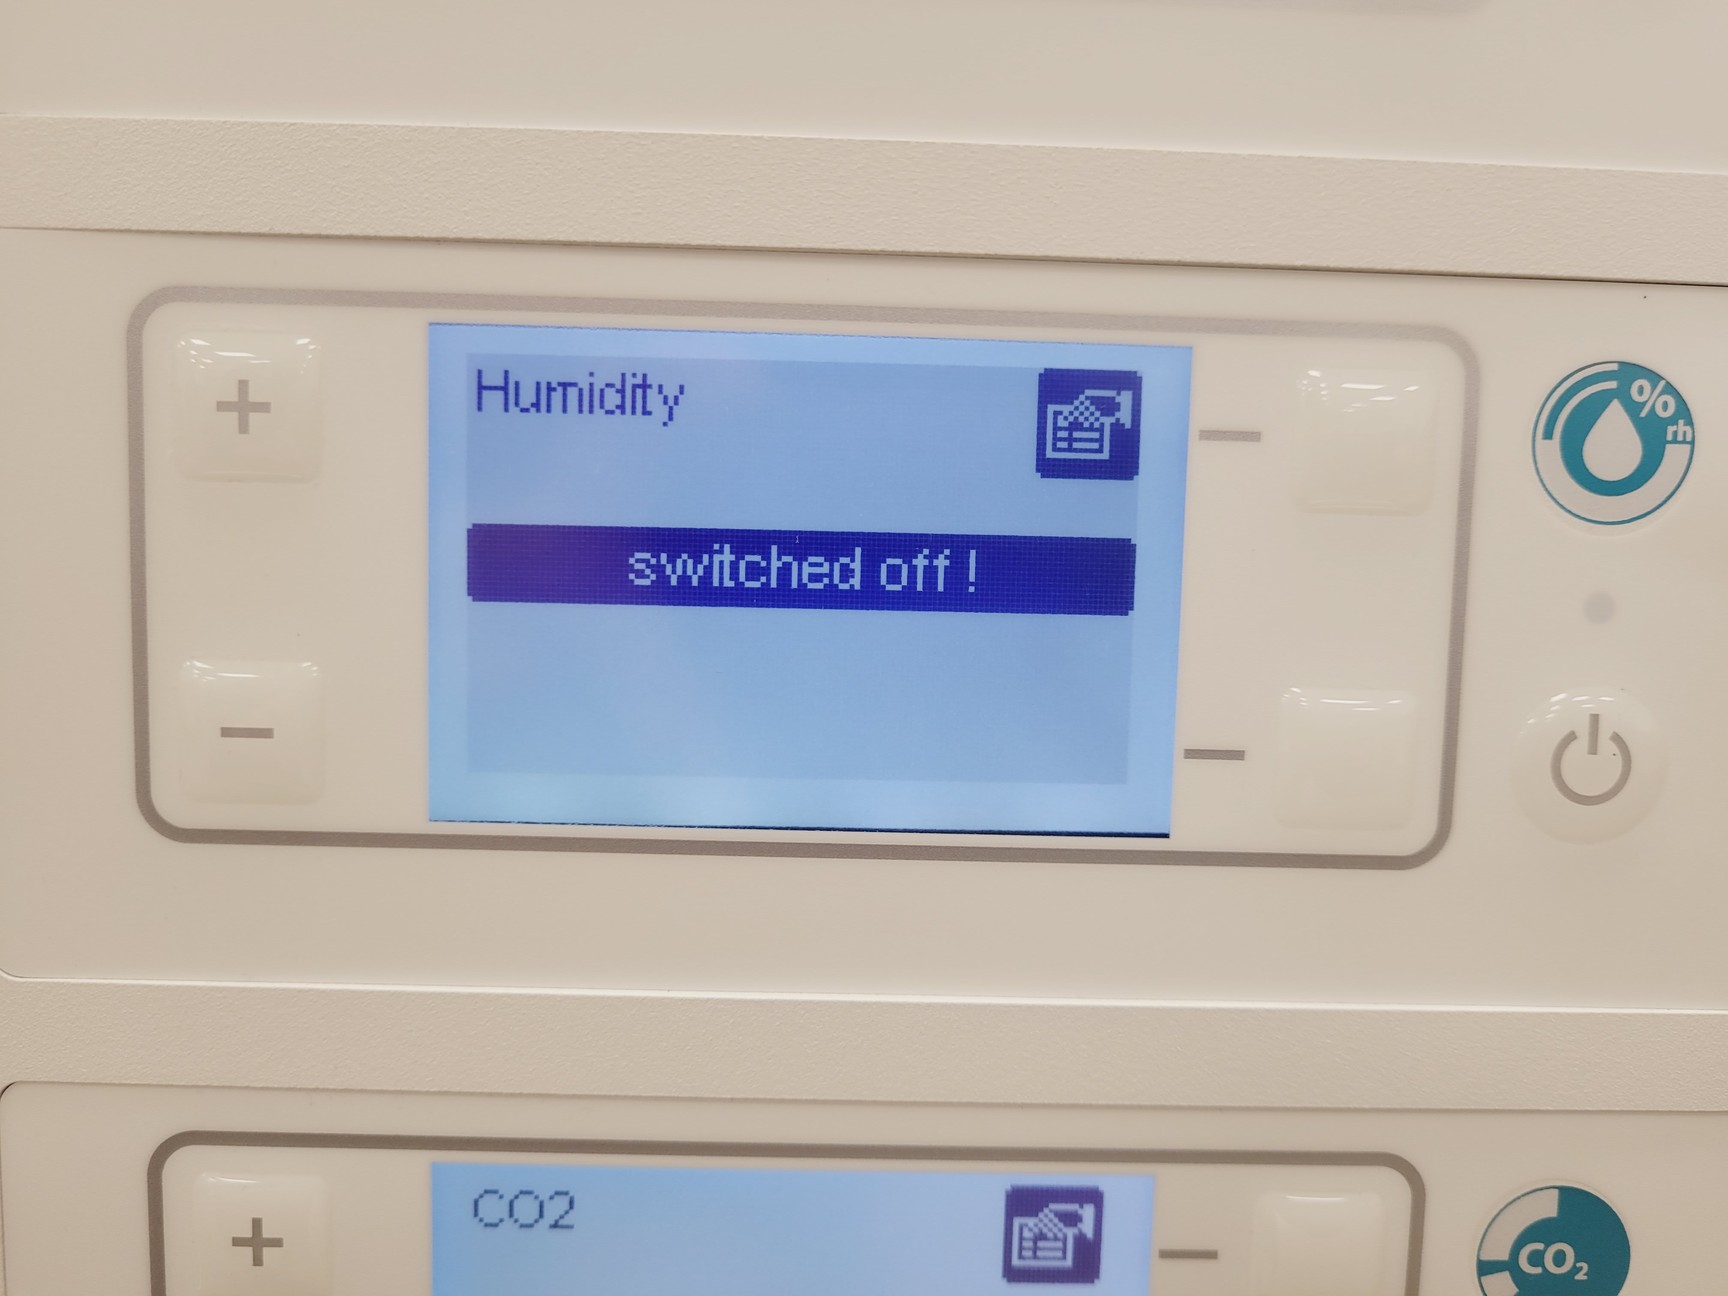 Humidity
switched off !
% rh
CO2
CO₂